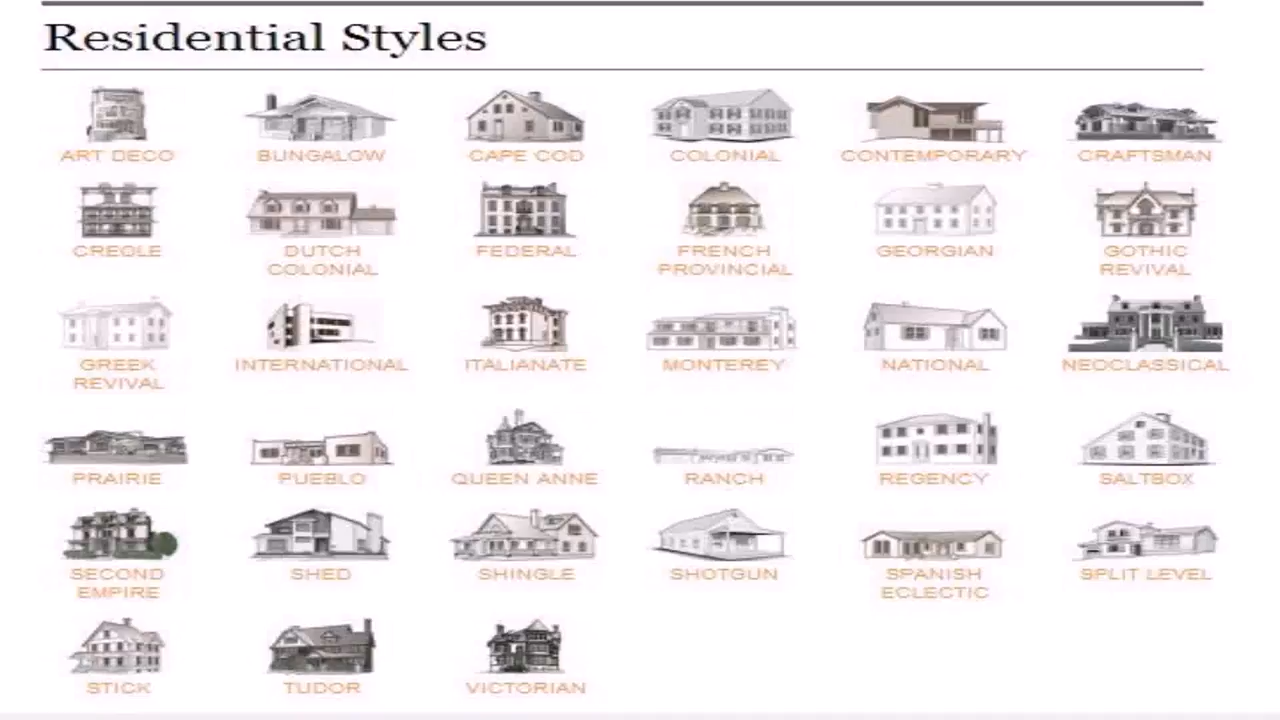 Residential Styles
ART DECO
BUNGALOW
CAPE COD
COLONIAL
CONTEMPORARY
CRAFTSMAN
CREOLE
DUTCH
COLONIAL
FEDERAL
FRENCH
PROVINCIAL
GEORGIAN
GOTHIC
REVIVAL
GREEK
REVIVAL
INTERNATIONAL
ITALIANATE
MONTEREY
NATIONAL
NEOCLASSICAL
PRAIRIE
PUEBLO
QUEEN ANNE
RANCH
REGENCY
SALTBOX
SECOND
EMPIRE
SHED
SHINGLE
SHOTGUN
SPANISH
ECLECTIC
SPLIT LEVEL
STICK
TUDOR
VICTORIAN